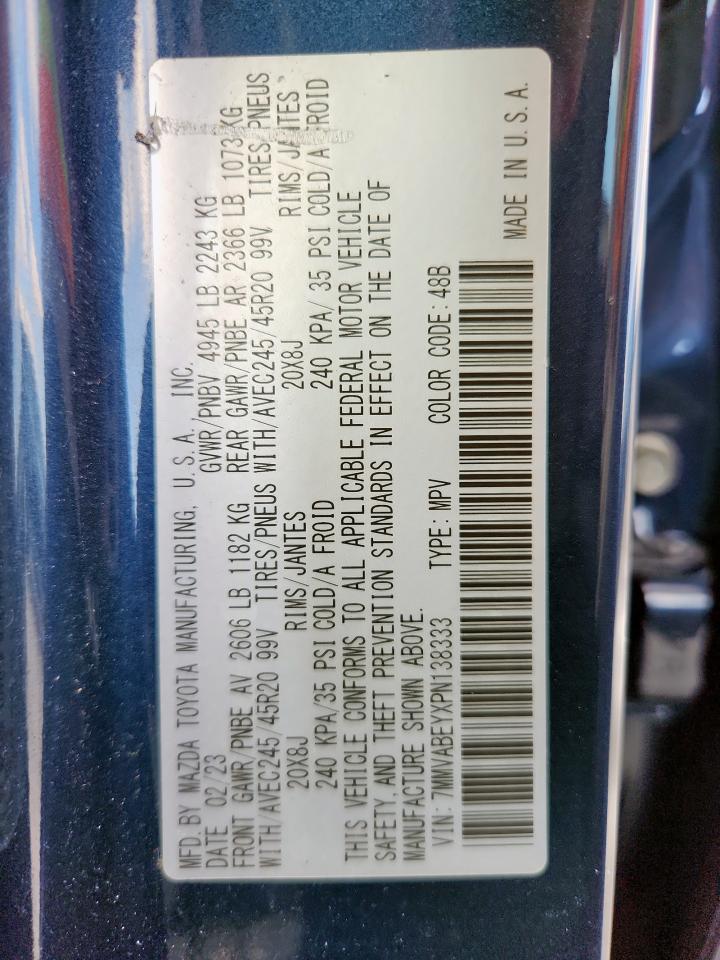 MFD. BY MAZDA TOYOTA MANUFACTURING, U.S.A., INC.
DATE 02/23 GVWR/PNBV 4945 LB 2243 KG
FRONT GAWR/PNBE AV 2606 LB 1182 KG REAR GAWR/PNBE AR 2366 LB 1073 KG
WITH/AVEC245/45R20 99V TIRES/PNEUS WITH/AVEC245/45R20 99V TIRES/PNEUS
20X8J RIMS/JANTES 20X8J RIMS/JANTES
240 KPA/35 PSI COLD/A FROID 240 KPA/ 35 PSI COLD/A FROID
THIS VEHICLE CONFORMS TO ALL APPLICABLE FEDERAL MOTOR VEHICLE
SAFETY,AND THEFT PREVENTION STANDARDS IN EFFECT ON THE DATE OF
MANUFACTURE SHOWN ABOVE.
VIN: 7MMVABEYXPN138333 TYPE: MPV COLOR CODE: 48B
MADE IN U.S.A.